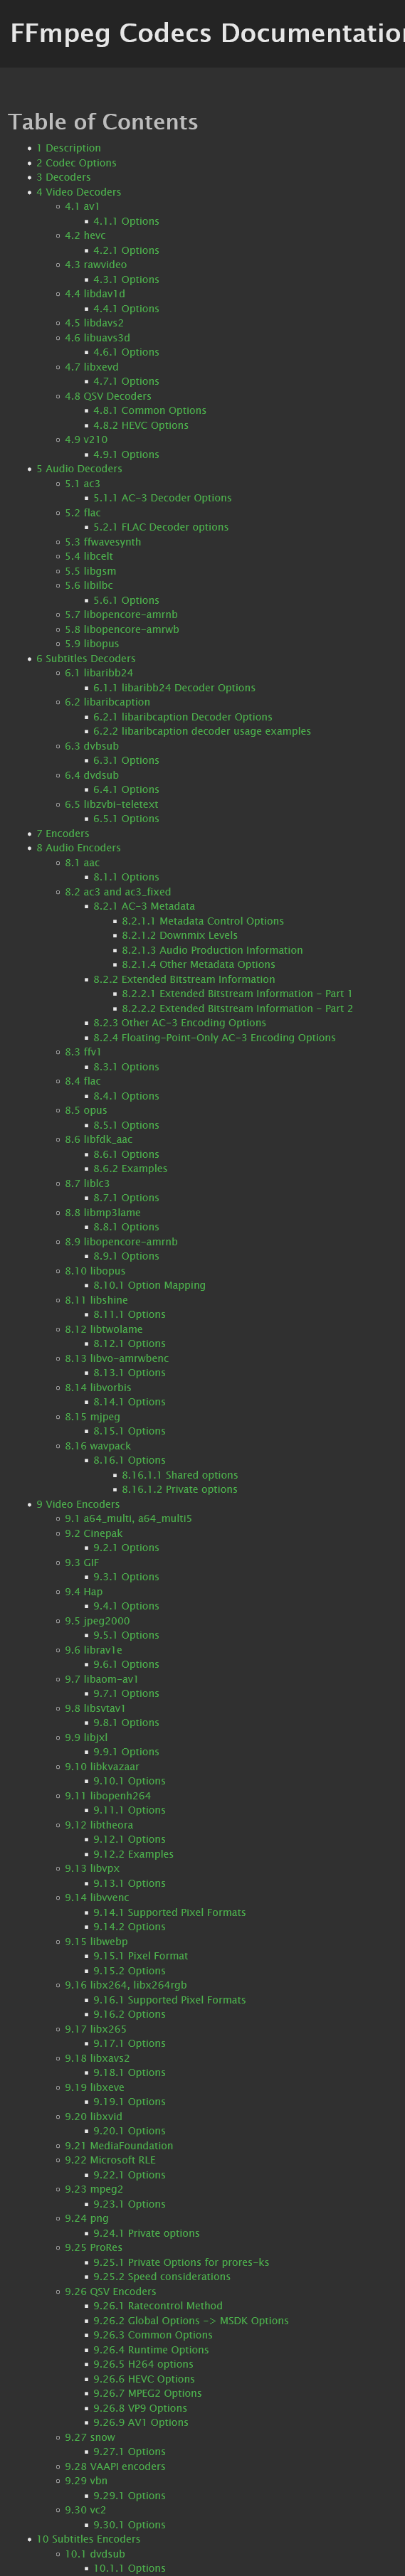 FFmpeg Codecs Documentation
Table of Contents
1 Description
2 Codec Options
3 Decoders
4 Video Decoders
4.1 av1
4.1.1 Options
4.2 hevc
4.2.1 Options
4.3 rawvideo
4.3.1 Options
4.4 libdav1d
4.4.1 Options
4.5 libdavs2
4.6 libuavs3d
4.6.1 Options
4.7 libxevd
4.7.1 Options
4.8 QSV Decoders
4.8.1 Common Options
4.8.2 HEVC Options
4.9 v210
4.9.1 Options
5 Audio Decoders
5.1 ac3
5.1.1 AC-3 Decoder Options
5.2 flac
5.2.1 FLAC Decoder options
5.3 ffwavesynth
5.4 libcelt
5.5 libgsm
5.6 libilbc
5.6.1 Options
5.7 libopencore-amrnb
5.8 libopencore-amrwb
5.9 libopus
6 Subtitles Decoders
6.1 libaribb24
6.1.1 libaribb24 Decoder Options
6.2 libaribcaption
6.2.1 libaribcaption Decoder Options
6.2.2 libaribcaption decoder usage examples
6.3 dvbsub
6.3.1 Options
6.4 dvdsub
6.4.1 Options
6.5 libzvbi-teletext
6.5.1 Options
7 Encoders
8 Audio Encoders
8.1 aac
8.1.1 Options
8.2 ac3 and ac3_fixed
8.2.1 AC-3 Metadata
8.2.1.1 Metadata Control Options
8.2.1.2 Downmix Levels
8.2.1.3 Audio Production Information
8.2.1.4 Other Metadata Options
8.2.2 Extended Bitstream Information
8.2.2.1 Extended Bitstream Information - Part 1
8.2.2.2 Extended Bitstream Information - Part 2
8.2.3 Other AC-3 Encoding Options
8.2.4 Floating-Point-Only AC-3 Encoding Options
8.3 ffv1
8.3.1 Options
8.4 flac
8.4.1 Options
8.5 opus
8.5.1 Options
8.6 libfdk_aac
8.6.1 Options
8.6.2 Examples
8.7 liblc3
8.7.1 Options
8.8 libmp3lame
8.8.1 Options
8.9 libopencore-amrnb
8.9.1 Options
8.10 libopus
8.10.1 Option Mapping
8.11 libshine
8.11.1 Options
8.12 libtwolame
8.12.1 Options
8.13 libvo-amrwbenc
8.13.1 Options
8.14 libvorbis
8.14.1 Options
8.15 mjpeg
8.15.1 Options
8.16 wavpack
8.16.1 Options
8.16.1.1 Shared options
8.16.1.2 Private options
9 Video Encoders
9.1 a64_multi, a64_multi5
9.2 Cinepak
9.2.1 Options
9.3 GIF
9.3.1 Options
9.4 Hap
9.4.1 Options
9.5 jpeg2000
9.5.1 Options
9.6 librav1e
9.6.1 Options
9.7 libaom-av1
9.7.1 Options
9.8 libsvtav1
9.8.1 Options
9.9 libjxl
9.9.1 Options
9.10 libkvazaar
9.10.1 Options
9.11 libopenh264
9.11.1 Options
9.12 libtheora
9.12.1 Options
9.12.2 Examples
9.13 libvpx
9.13.1 Options
9.14 libvvenc
9.14.1 Supported Pixel Formats
9.14.2 Options
9.15 libwebp
9.15.1 Pixel Format
9.15.2 Options
9.16 libx264, libx264rgb
9.16.1 Supported Pixel Formats
9.16.2 Options
9.17 libx265
9.17.1 Options
9.18 libxavs2
9.18.1 Options
9.19 libxeve
9.19.1 Options
9.20 libxvid
9.20.1 Options
9.21 MediaFoundation
9.22 Microsoft RLE
9.22.1 Options
9.23 mpeg2
9.23.1 Options
9.24 png
9.24.1 Private options
9.25 ProRes
9.25.1 Private Options for prores-ks
9.25.2 Speed considerations
9.26 QSV Encoders
9.26.1 Ratecontrol Method
9.26.2 Global Options -> MSDK Options
9.26.3 Common Options
9.26.4 Runtime Options
9.26.5 H264 options
9.26.6 HEVC Options
9.26.7 MPEG2 Options
9.26.8 VP9 Options
9.26.9 AV1 Options
9.27 snow
9.27.1 Options
9.28 VAAPI encoders
9.29 vbn
9.29.1 Options
9.30 vc2
9.30.1 Options
10 Subtitles Encoders
10.1 dvdsub
10.1.1 Options